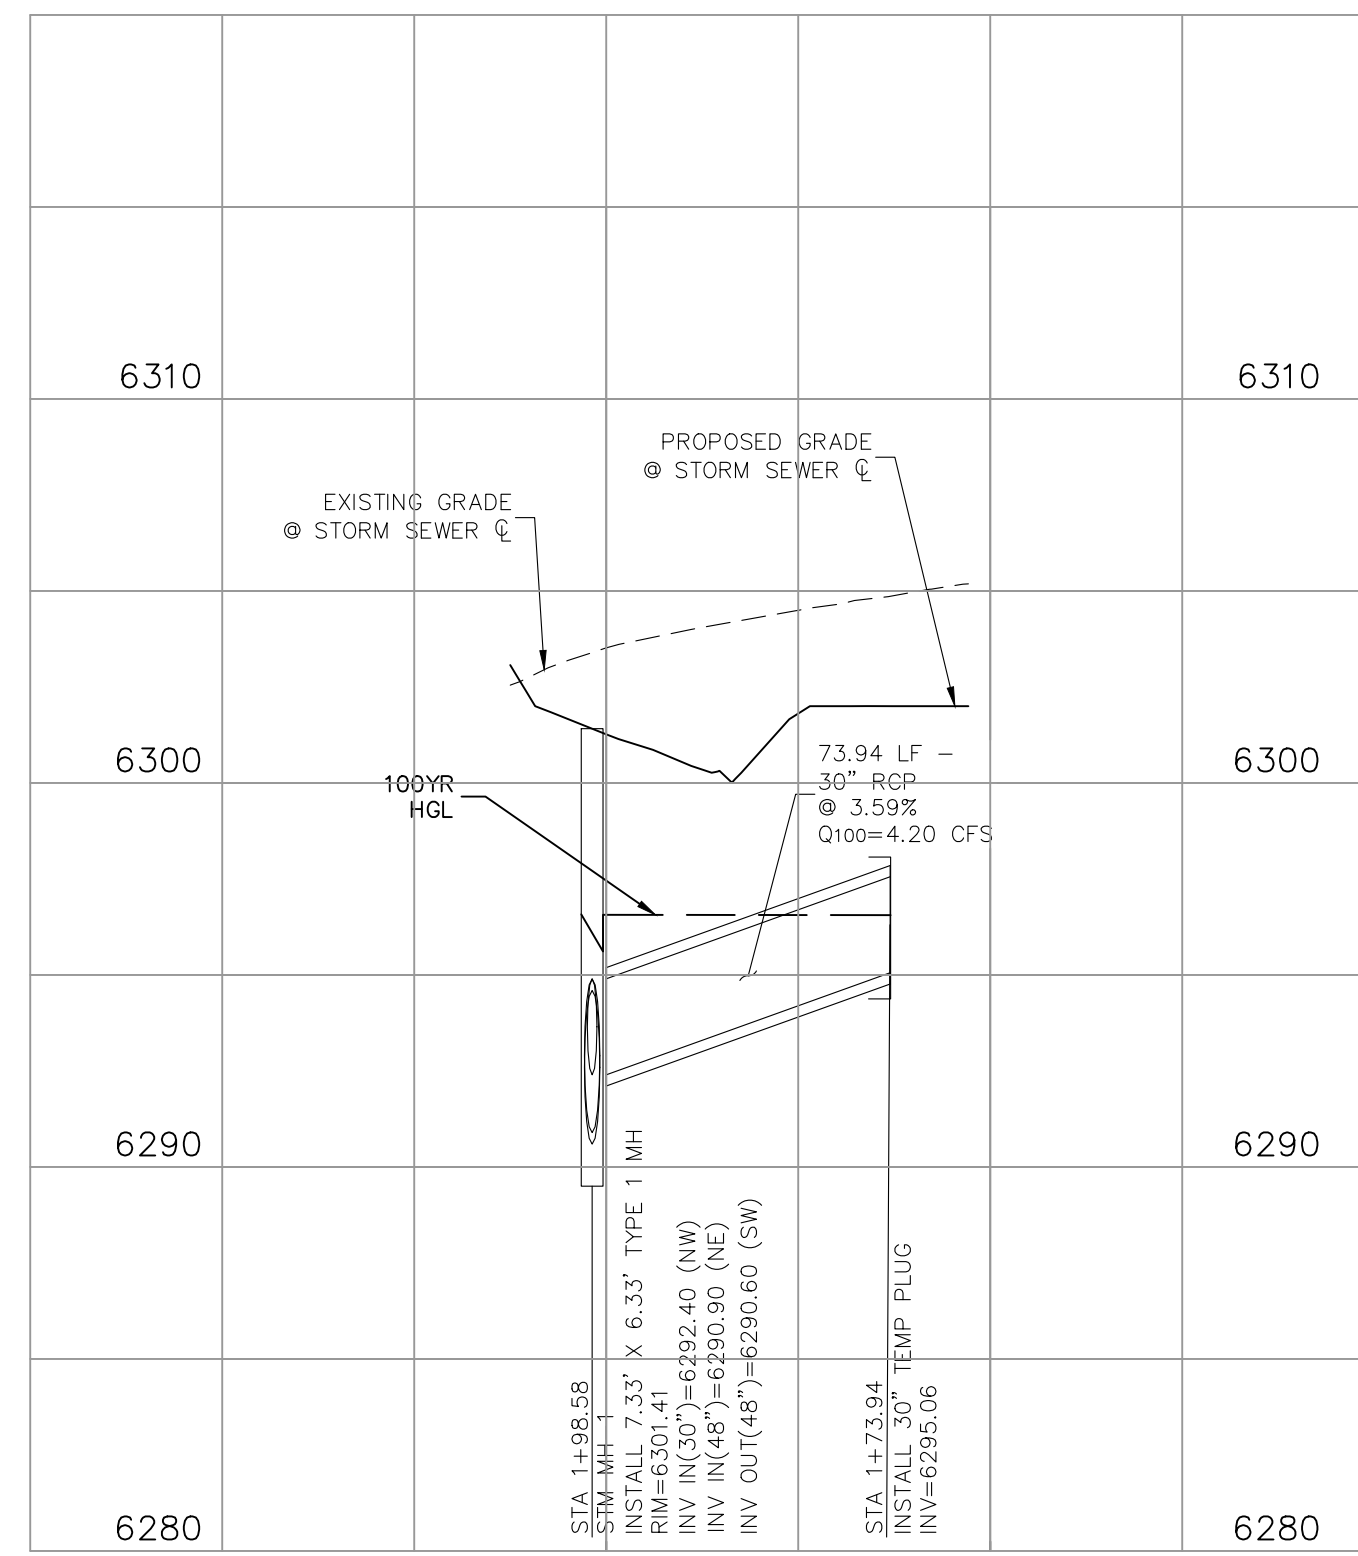 6310
6310
PROPOSED GRADE
@ STORM SEWER ℄
EXISTING GRADE
@ STORM SEWER ℄
6300
6300
73.94 LF –
30" RCP
@ 3.59%
Q100=4.20 CFS
100YR
HGL
6290
6290
STA 1+98.58
STM MH 1
INSTALL 7.33' X 6.33' TYPE 1 MH
RIM=6301.41
INV IN(30")=6292.40 (NW)
INV IN(48")=6290.90 (NE)
INV OUT(48")=6290.60 (SW)
STA 1+73.94
INSTALL 30" TEMP PLUG
INV=6295.06
6280
6280